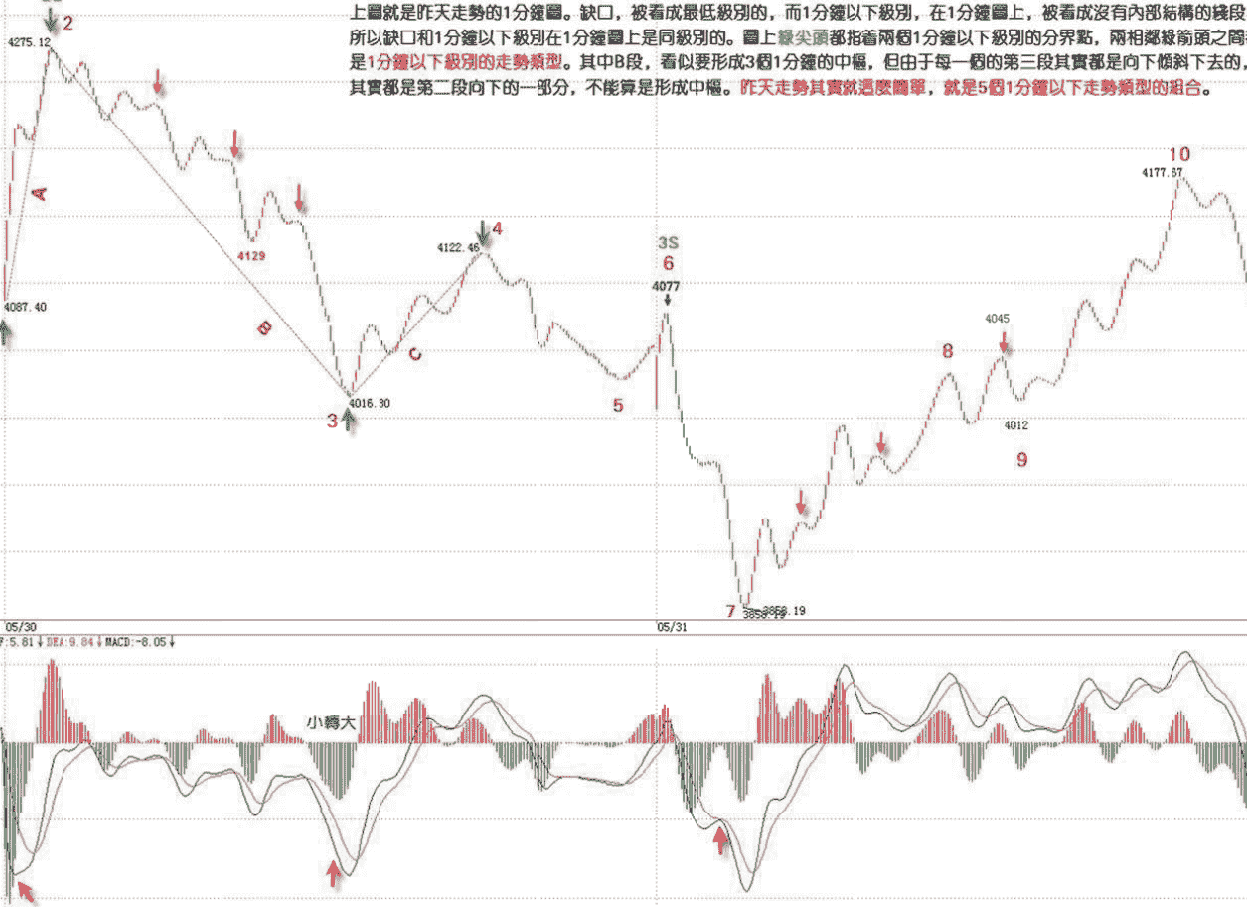 上圖就是昨天走勢的1分鐘圖。缺口，被看成最低級別的，而1分鐘以下級別，在1分鐘圖上，被看成沒有內部結構的綫段
所以缺口和1分鐘以下級別在1分鐘圖上是同級別的。圖上綠尖頭都指着兩個1分鐘以下級別的分界點，兩相鄰綠箭頭之間
是1分鐘以下級別的走勢類型。其中B段，看似要形成3個1分鐘的中樞，但由于每一個的第三段其實都是向下傾斜下去的，
其實都是第二段向下的一部分，不能算是形成中樞。昨天走勢其實就這麼簡單，就是5個1分鐘以下走勢類型的組合。
4275.12
2
A
4087.40
4129
B
3
4016.30
C
4122.46
4
5
3S
6
4077
7
3858.19
8
4045
4012
9
10
4177.67
05/30
05/31
F:5.81↓DEA:9.84↓MACD:-8.05↓
小轉大